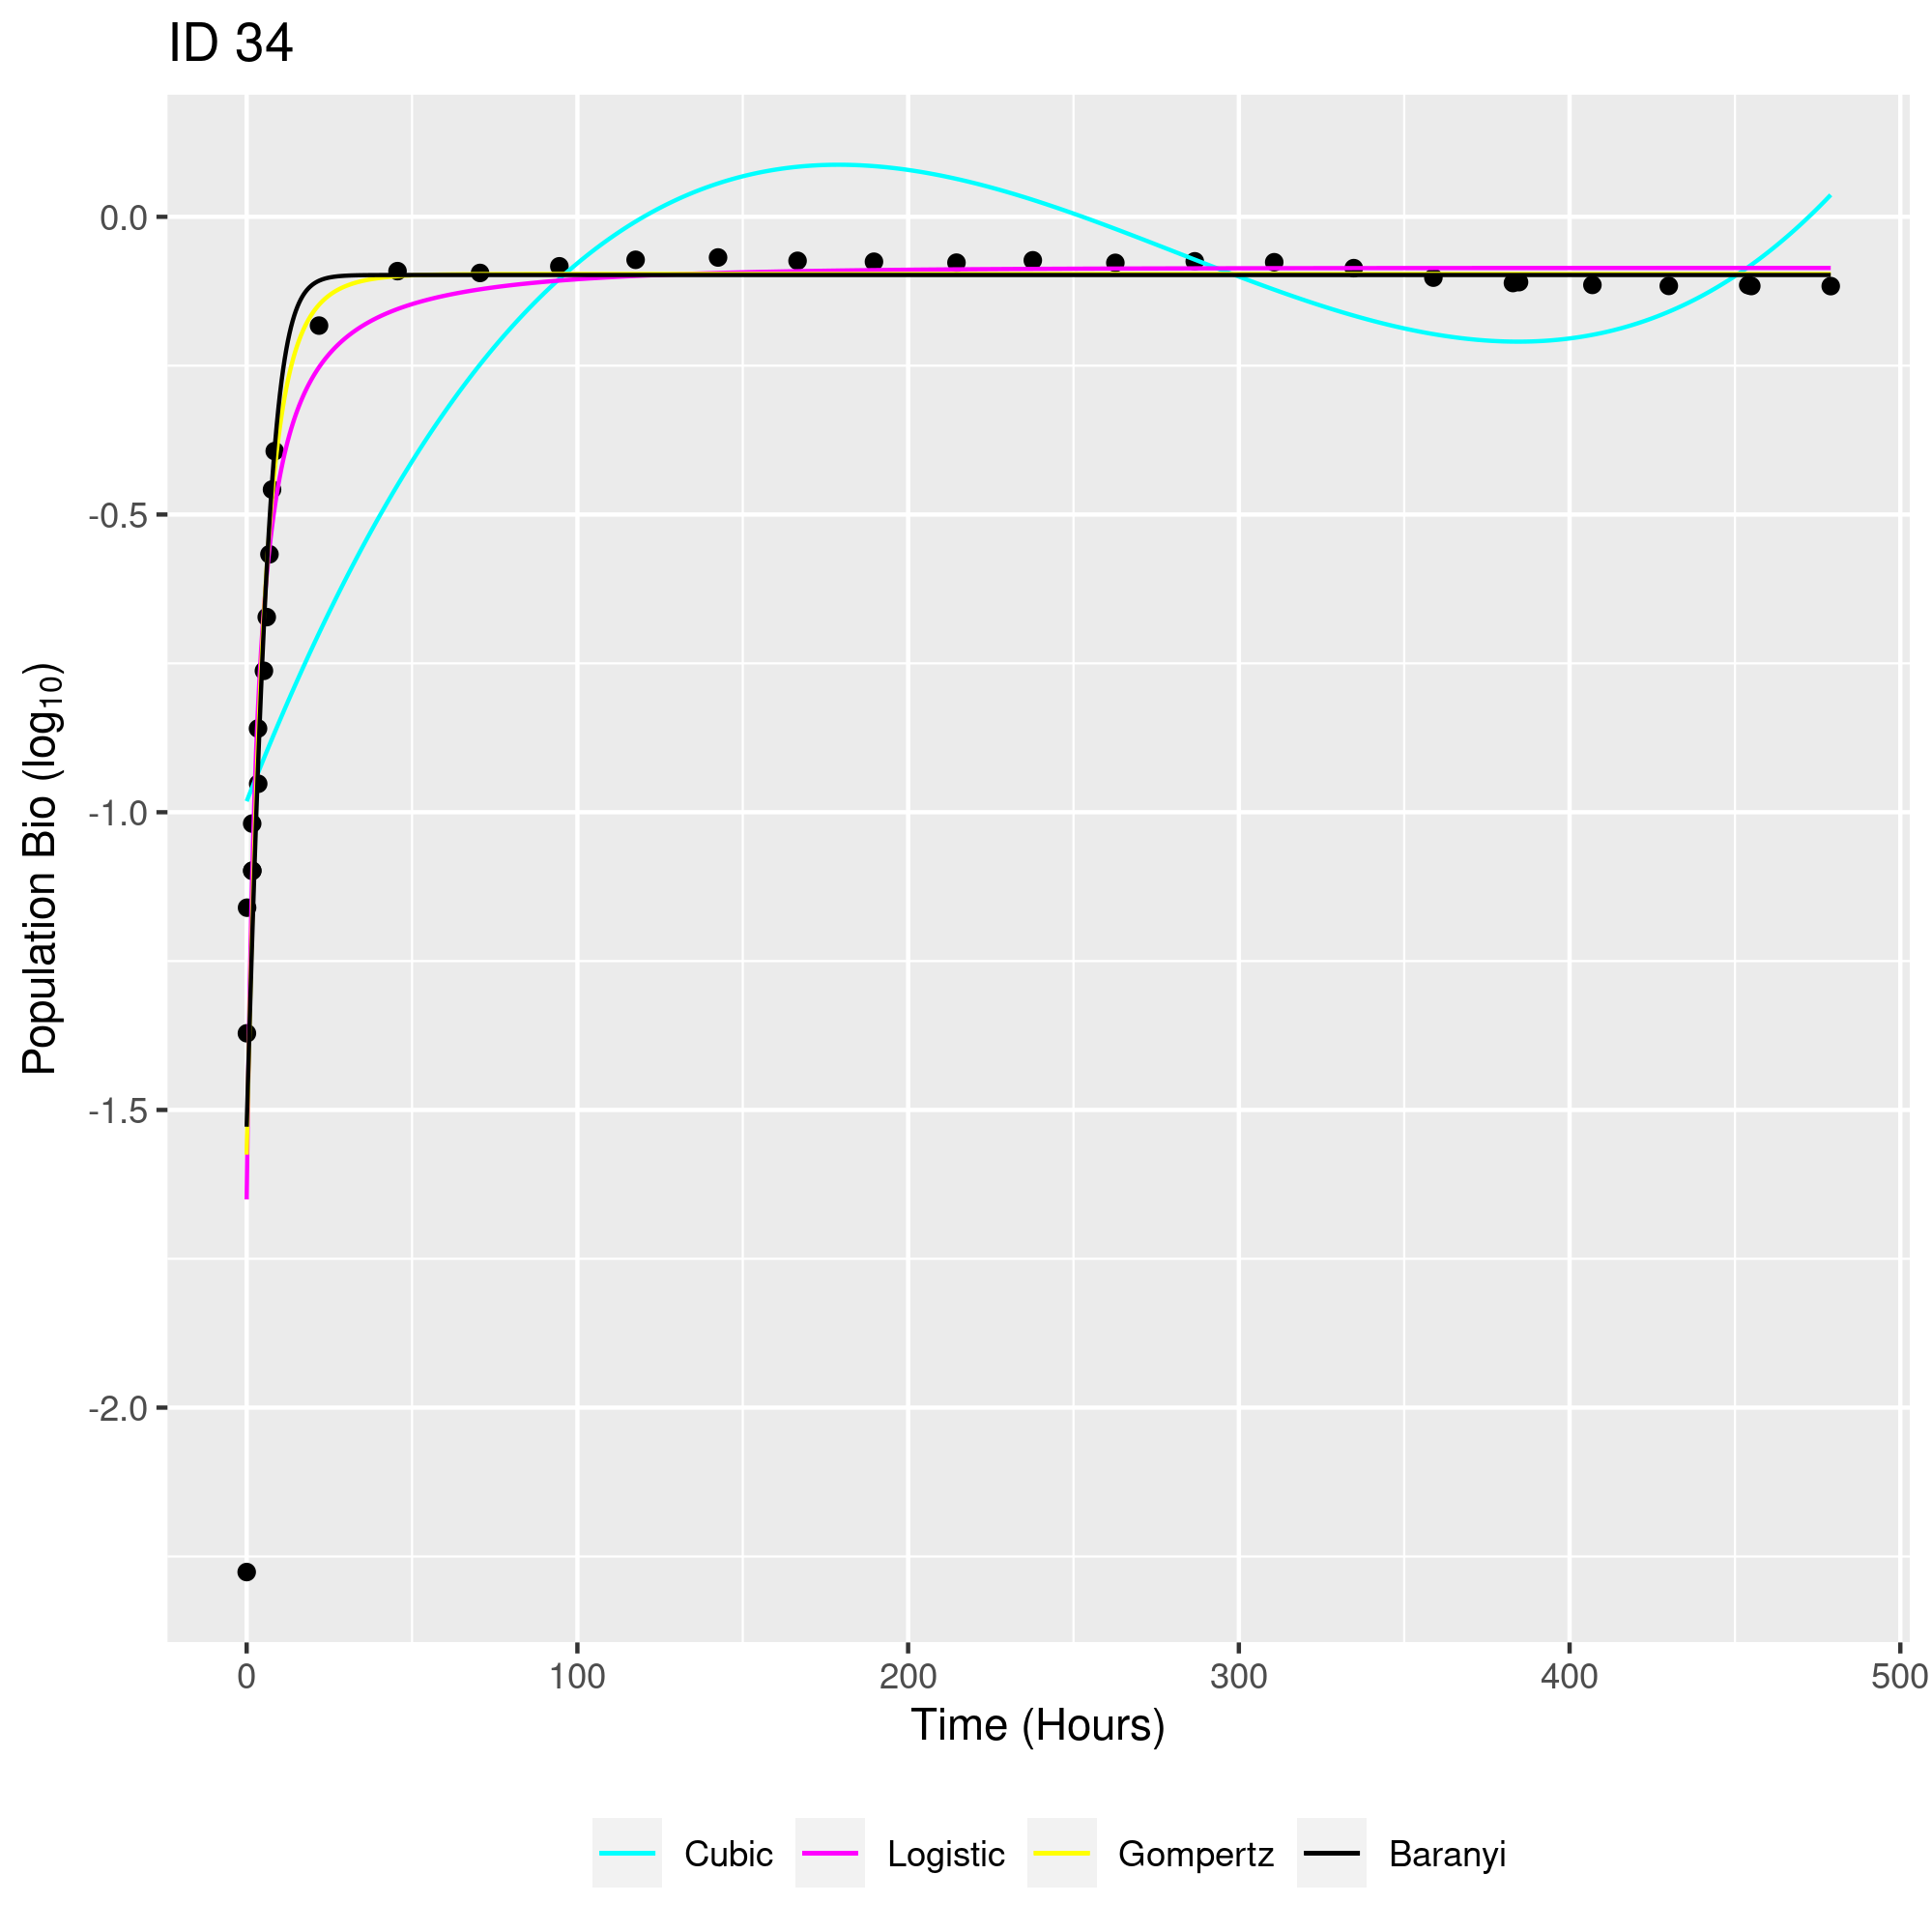 ID 34
0.0
-0.5
-1.0
-1.5
-2.0
Population Bio (log₁₀)
0 100 200 300 400 500
Time (Hours)
Cubic Logistic Gompertz Baranyi